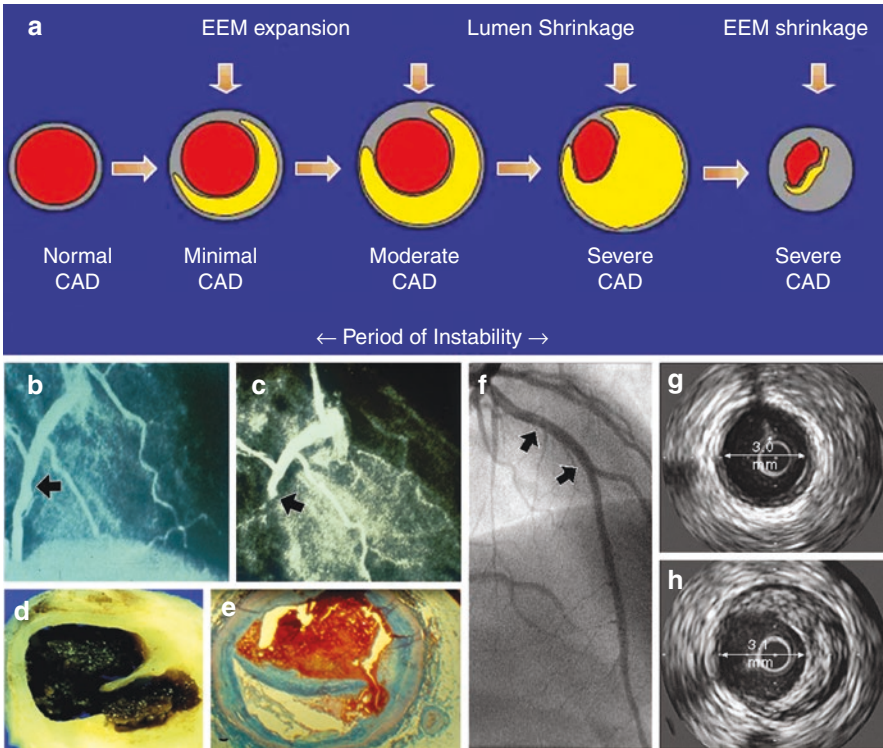 a
EEM expansion
Lumen Shrinkage
EEM shrinkage
Normal
CAD
Minimal
CAD
Moderate
CAD
Severe
CAD
Severe
CAD
← Period of Instability →
b
c
f
g
3.0
mm
d
e
h
3.1
mm